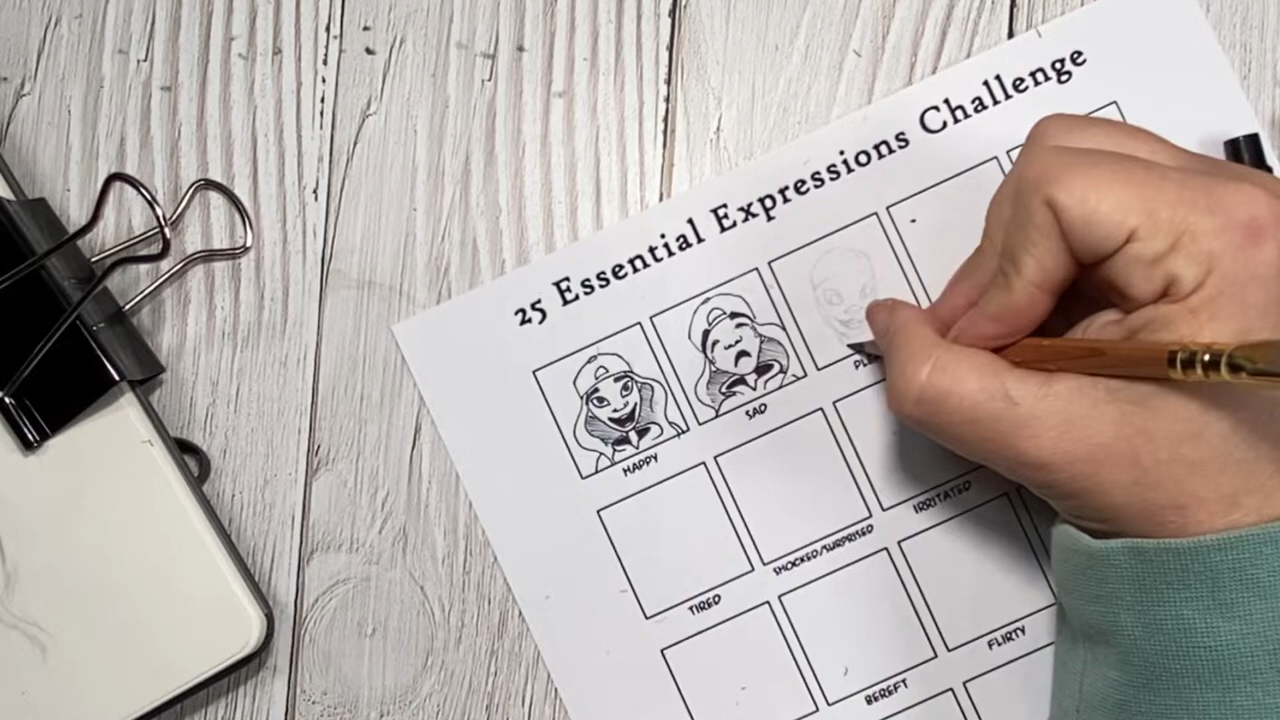 25 Essential Expressions Challenge
HAPPY
SAD
TIRED
SHOCKED/SURPRISED
IRRITATED
BEREFT
FLIRTY